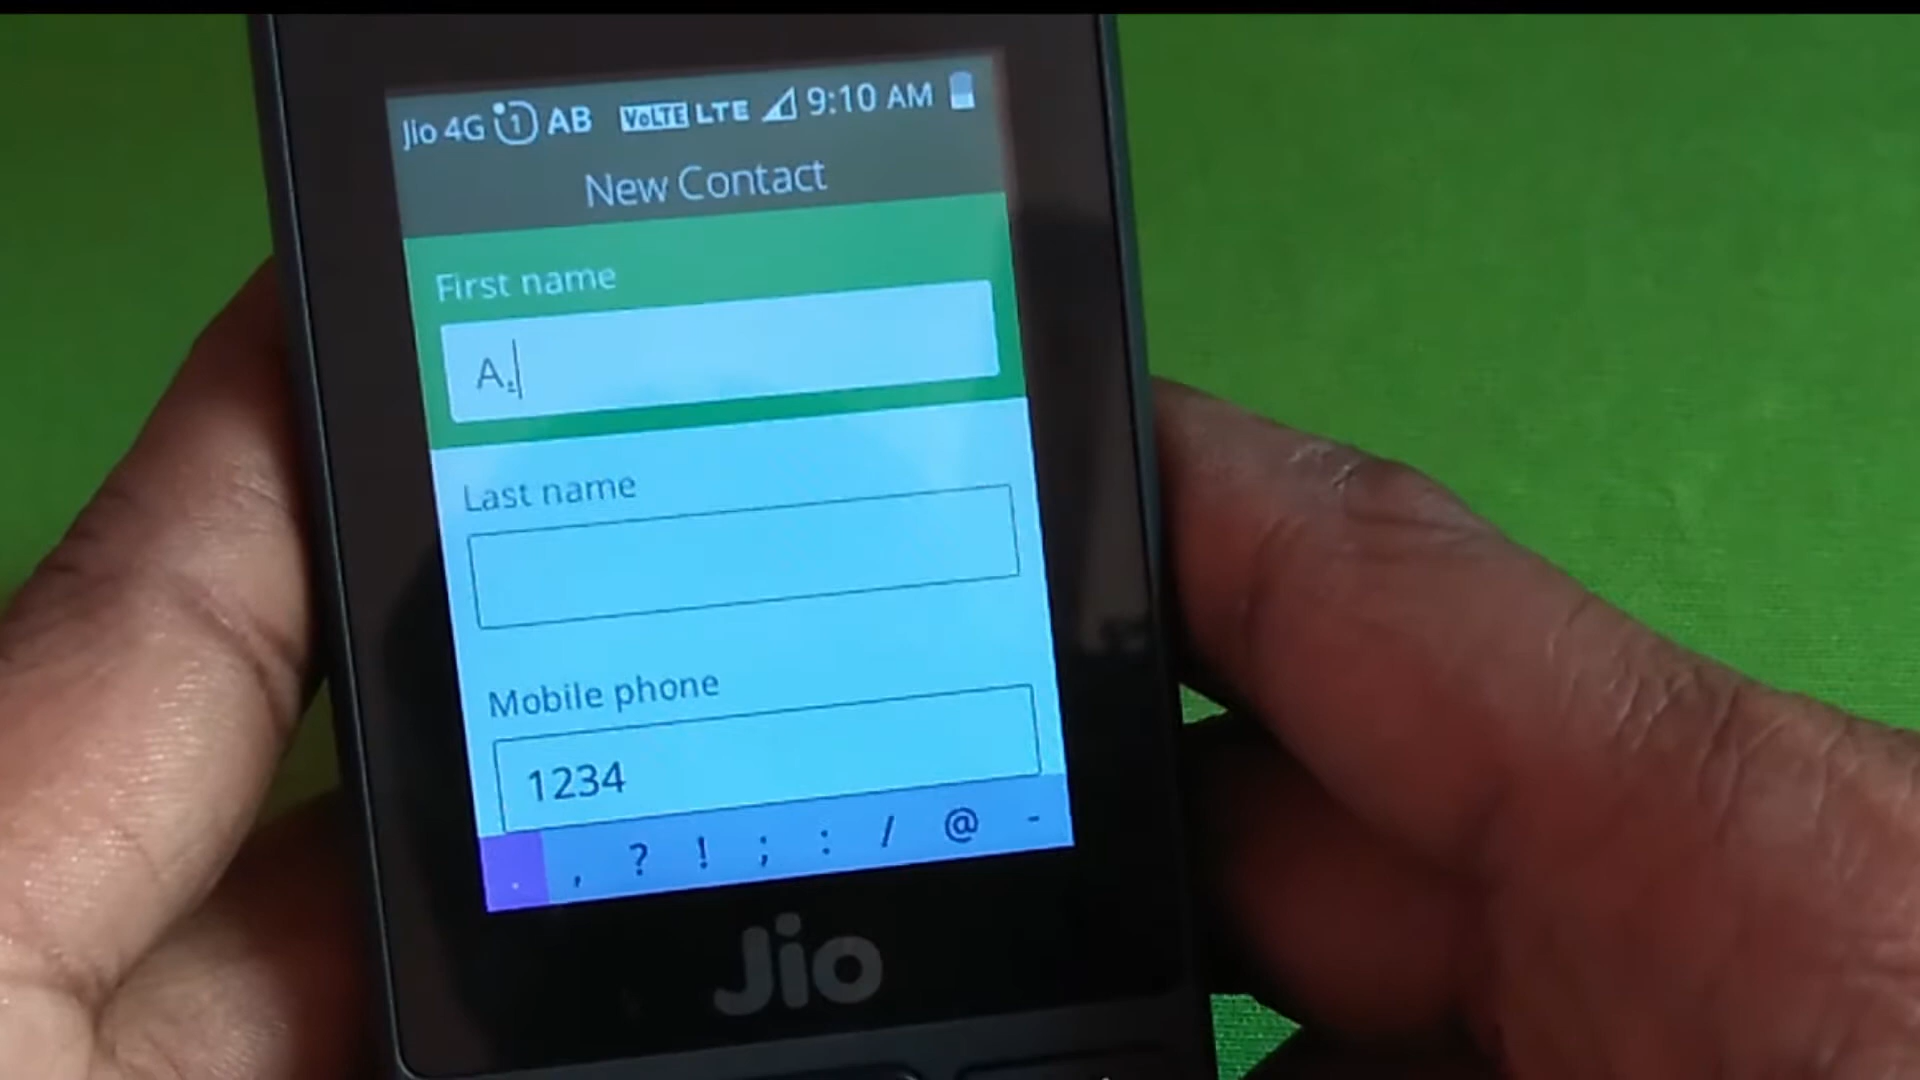 Jio 4G 1 AB VoLTE LTE 9:10 AM
New Contact
First name
A.
Last name
Mobile phone
1234
. , ? ! ; : / @ -
Jio